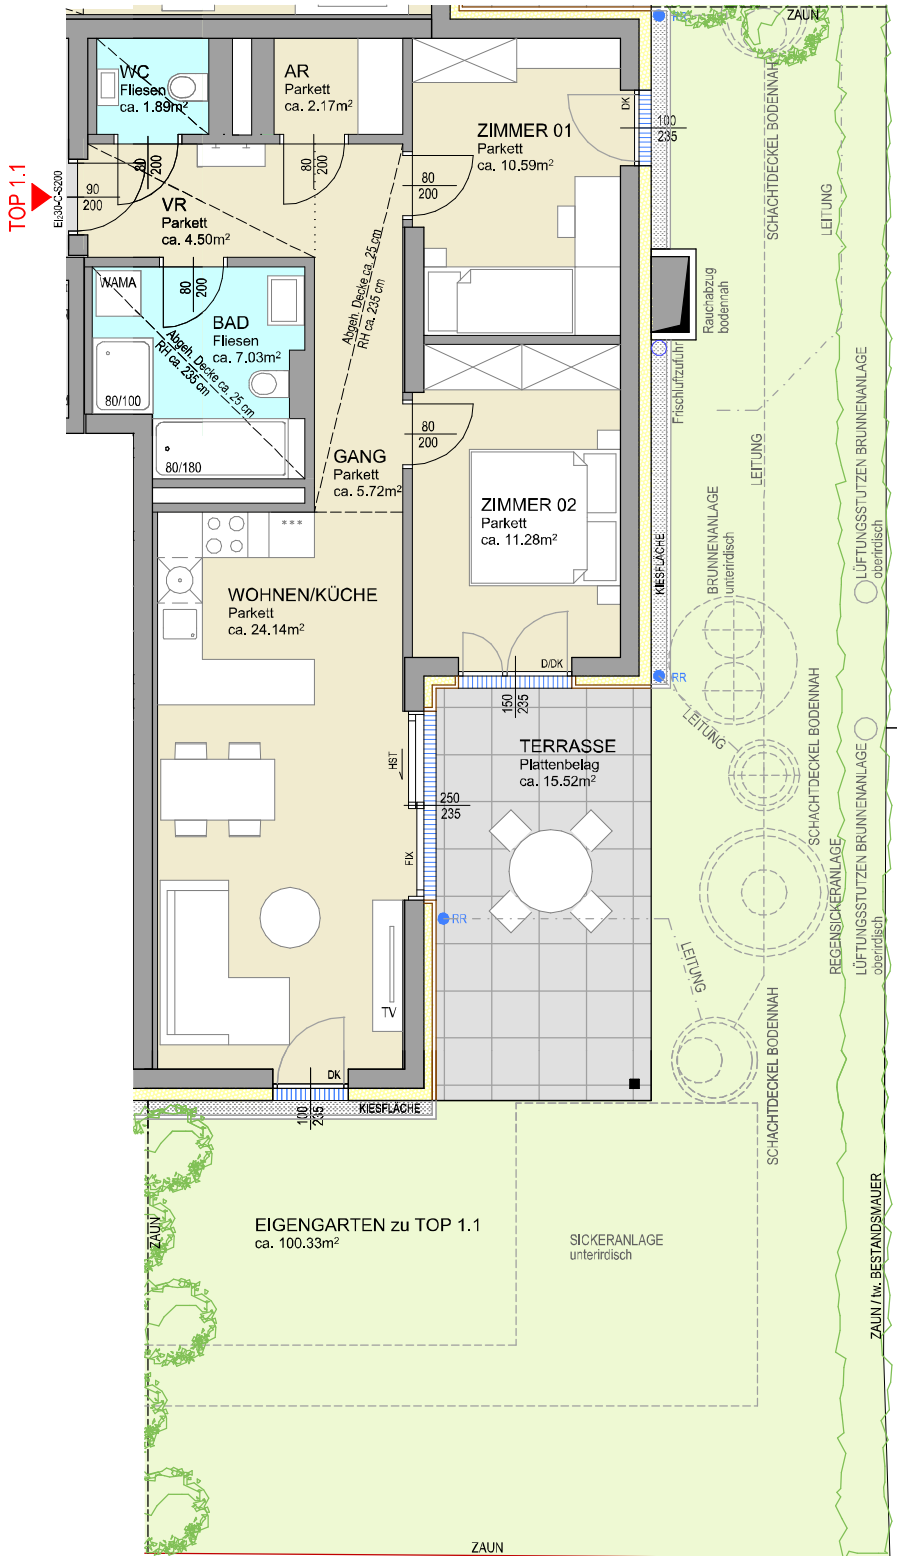 RR
ZAUN
WC
Fliesen
ca. 1.89m²
AR
Parkett
ca. 2.17m²
ZIMMER 01
Parkett
ca. 10.59m²
DK
100
235
SCHACHTDECKEL BODENNAH
LEITUNG
TOP 1.1
EI₂30-C-S200
90
200
80
200
80
200
80
200
VR
Parkett
ca. 4.50m²
Abgeh. Decke ca. 25 cm
RH ca. 235 cm
WAMA
80
200
BAD
Fliesen
ca. 7.03m²
Abgeh. Decke ca. 25 cm
RH ca. 235 cm
80/100
80/180
Rauchabzug
bodennah
Frischluftzufuhr
80
200
GANG
Parkett
ca. 5.72m²
ZIMMER 02
Parkett
ca. 11.28m²
LEITUNG
LÜFTUNGSSTUTZEN BRUNNENANLAGE
oberirdisch
BRUNNENANLAGE
unterirdisch
KIESFLÄCHE
***
WOHNEN/KÜCHE
Parkett
ca. 24.14m²
D/DK
150
235
RR
LEITUNG
SCHACHTDECKEL BODENNAH
TERRASSE
Plattenbelag
ca. 15.52m²
HST
250
235
FIX
RR
LEITUNG
REGENSICKERANLAGE
LÜFTUNGSSTUTZEN BRUNNENANLAGE
oberirdisch
TV
DK
100
235
KIESFLÄCHE
SCHACHTDECKEL BODENNAH
ZAUN
EIGENGARTEN zu TOP 1.1
ca. 100.33m²
SICKERANLAGE
unterirdisch
ZAUN / tw. BESTANDSMAUER
ZAUN